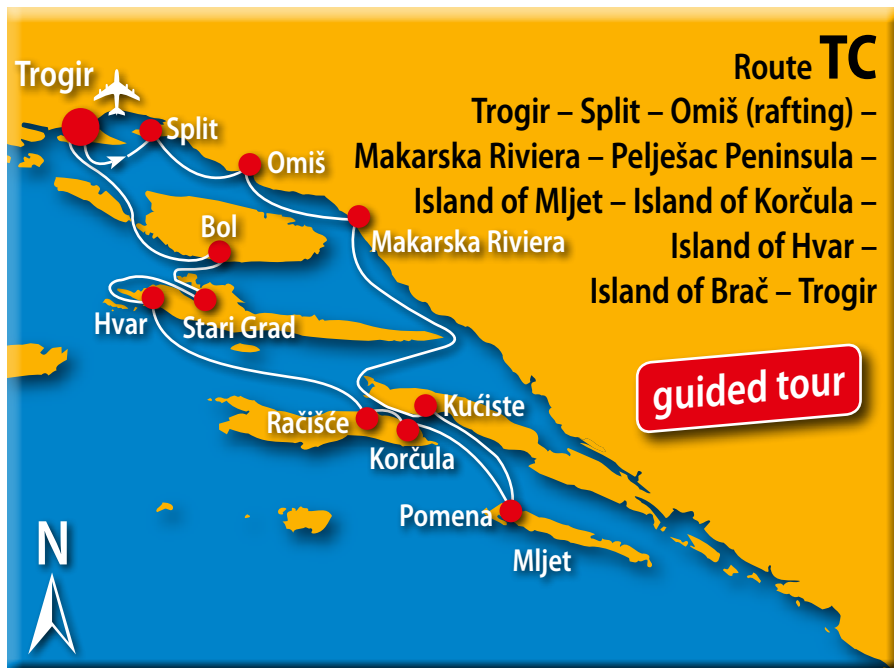 Route TC
Trogir – Split – Omiš (rafting) –
Makarska Riviera – Pelješac Peninsula –
Island of Mljet – Island of Korčula –
Island of Hvar –
Island of Brač – Trogir
guided tour
Trogir
Split
Omiš
Bol
Makarska Riviera
Hvar
Stari Grad
Račišće
Kućiste
Korčula
Pomena
Mljet
N